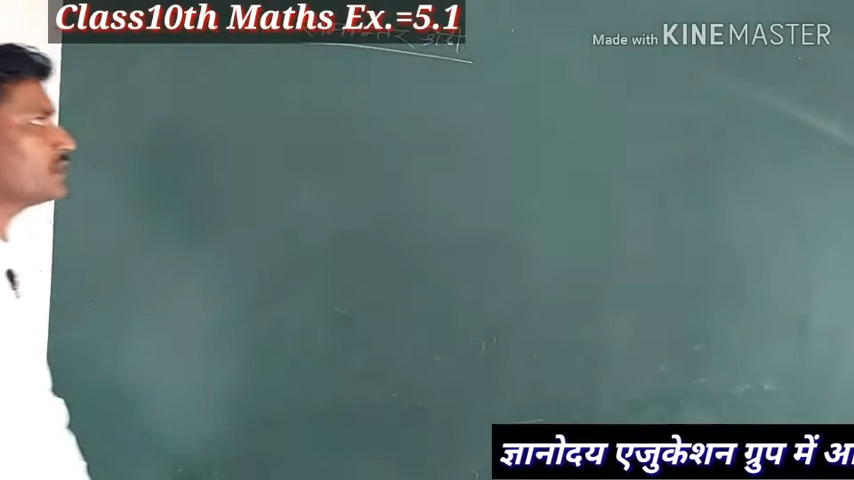 Class10th Maths Ex.=5.1
Made with KINEMASTER
ज्ञानोदय एजुकेशन ग्रुप में आ